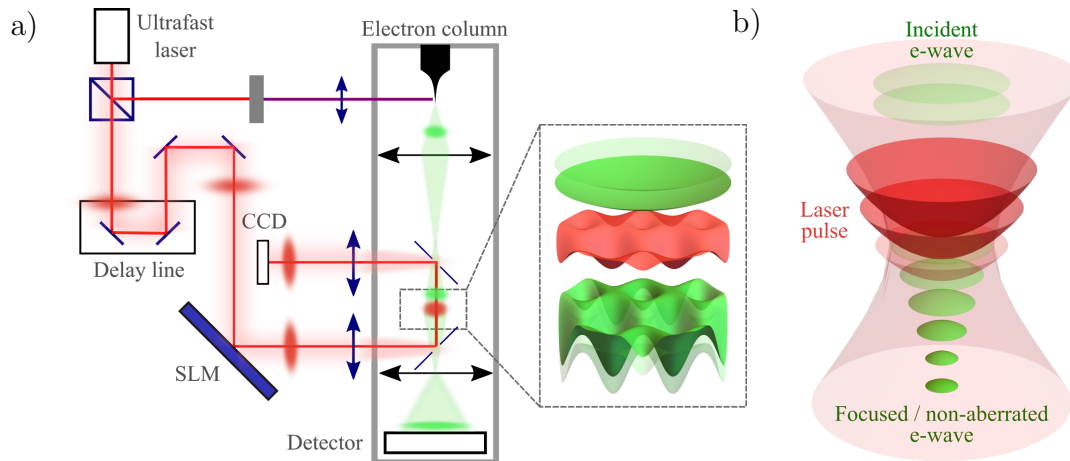 a)
Ultrafast
laser
Electron column
CCD
Delay line
SLM
Detector
b)
Incident
e-wave
Laser
pulse
Focused / non-aberrated
e-wave